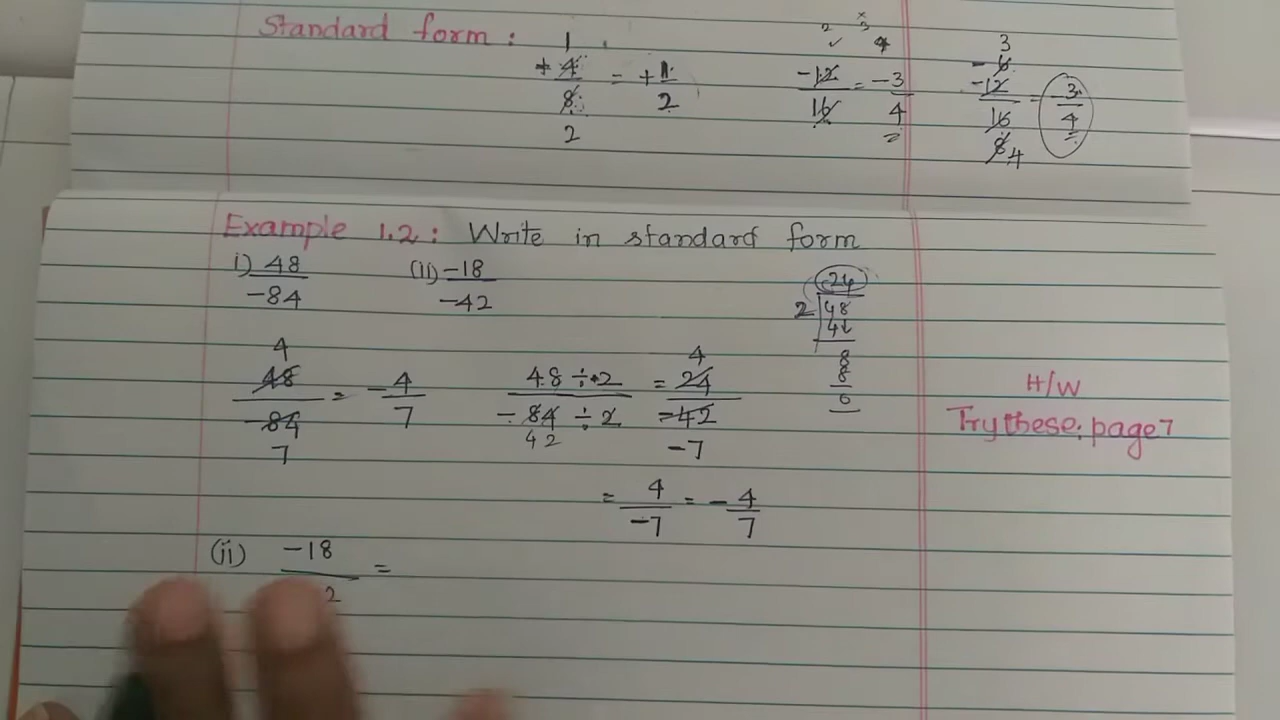 Standard form :
1
+4/8 = +1/2
2
-12/16 = -3/4
3
-6
-12/16 = -3/4
8 4
Example 1.2 : Write in standard form
i) 48/-84 (ii) -18/-42
24
2 48
4
8
8
0
4
48/-84 = -4/7
7
48 ÷ 2/-84 ÷ 2 = 24/-42
42
4
-7
= 4/-7 = -4/7
H/W
Try these. page 7
(ii) -18/ 2 =